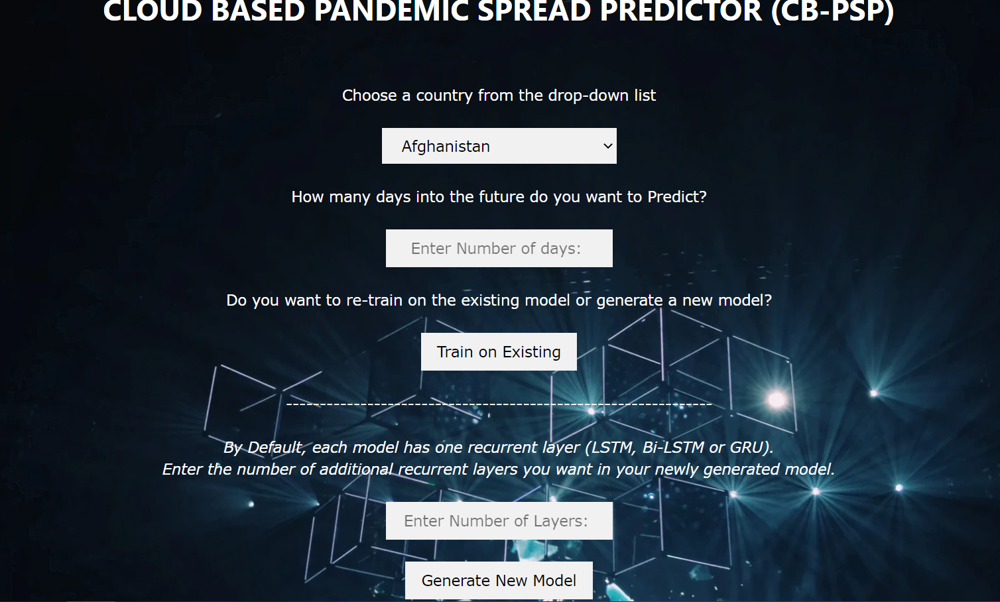 CLOUD BASED PANDEMIC SPREAD PREDICTOR (CB-PSP)
Choose a country from the drop-down list
Afghanistan
How many days into the future do you want to Predict?
Enter Number of days:
Do you want to re-train on the existing model or generate a new model?
Train on Existing
----------------------------------------------------------------
By Default, each model has one recurrent layer (LSTM, Bi-LSTM or GRU).
Enter the number of additional recurrent layers you want in your newly generated model.
Enter Number of Layers:
Generate New Model